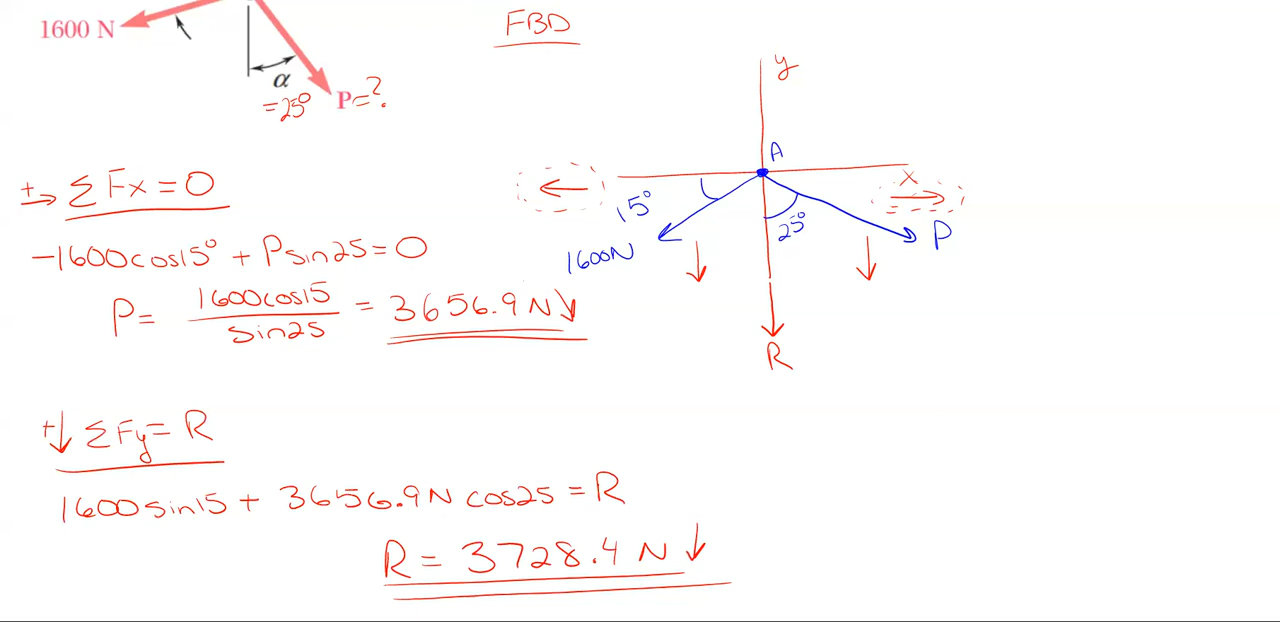 1600 N
α
=25°
P=?
FBD
y
A
x
15°
1600N
25°
P
R
+→ ΣFx=0
-1600cos15° + Psin25=0
P= 1600cos15 / sin25 = 3656.9 N ↘
+↓ ΣFy= R
1600sin15 + 3656.9N cos25 = R
R = 3728.4 N ↓